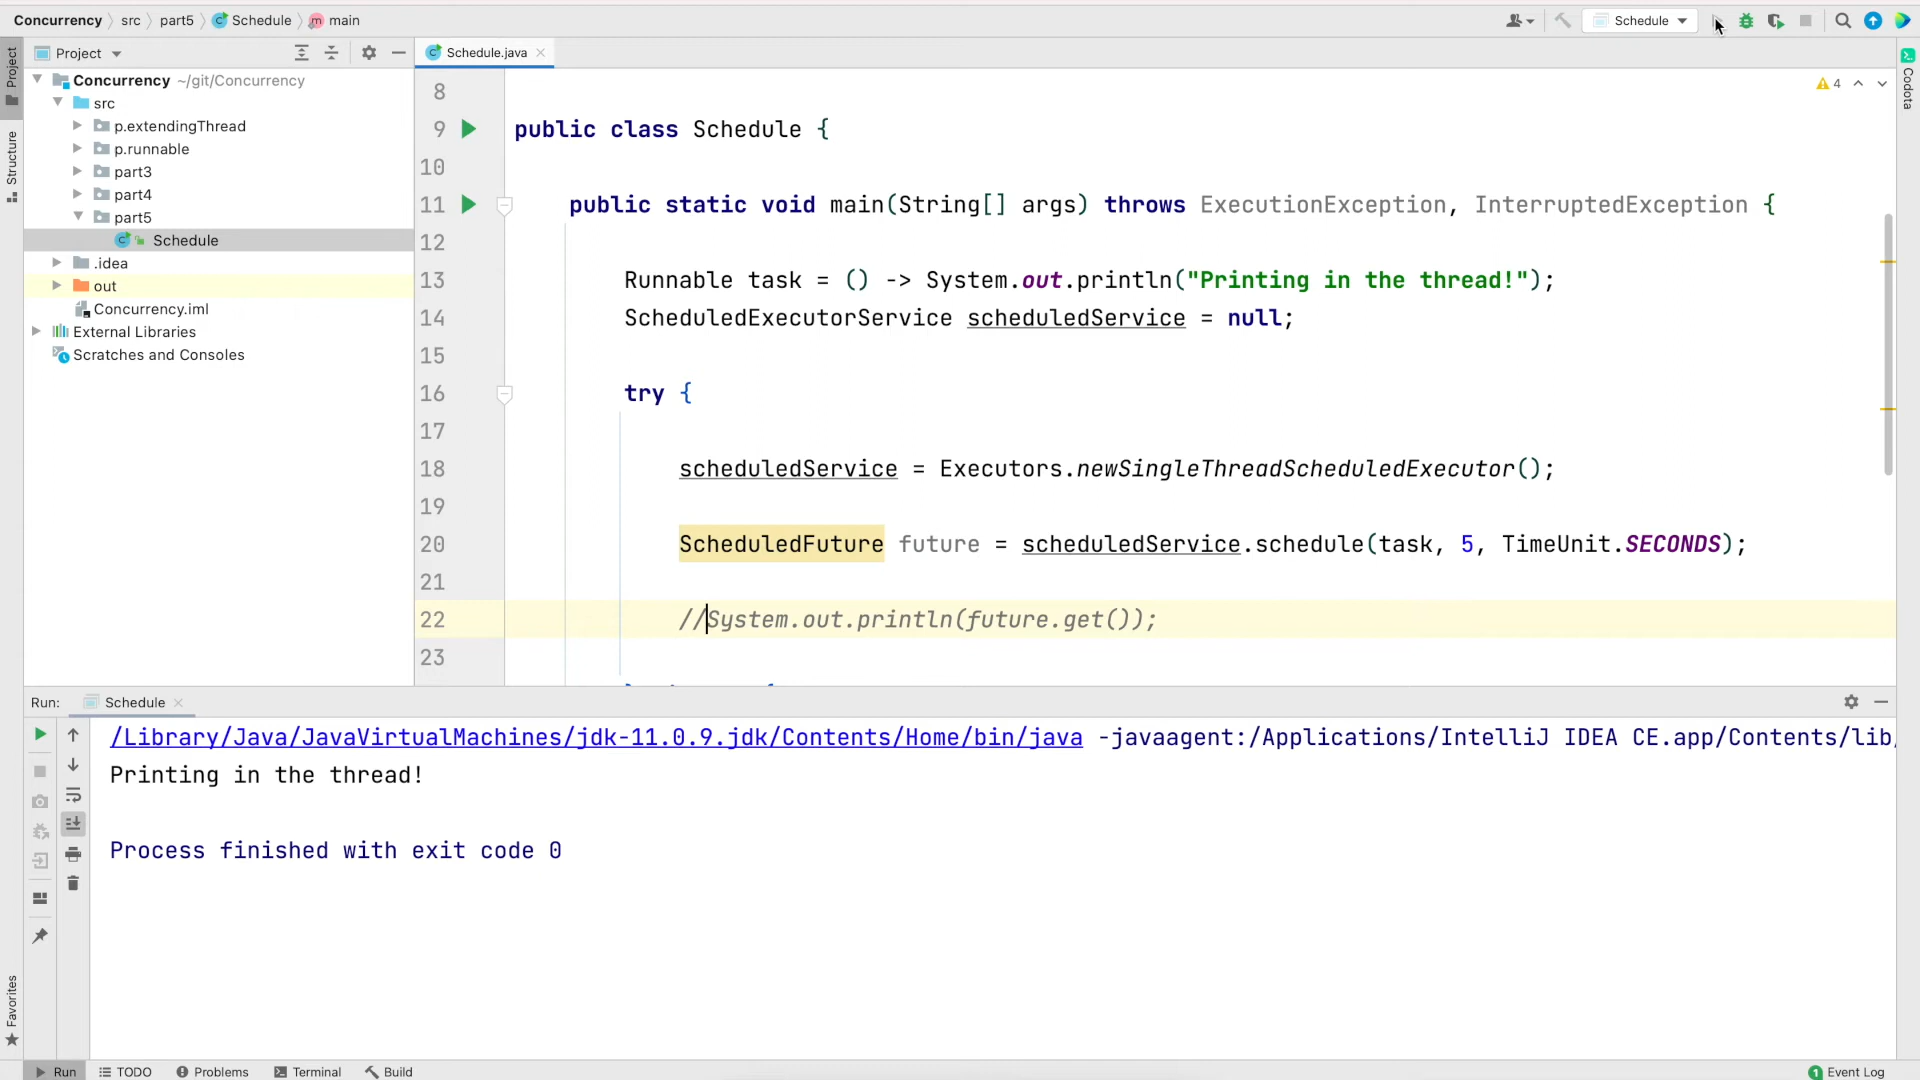 Concurrency src part5 Schedule main
Schedule
Project
Schedule.java
Project
Structure
Favorites
Codota
Concurrency ~/git/Concurrency
src
p.extendingThread
p.runnable
part3
part4
part5
Schedule
.idea
out
Concurrency.iml
External Libraries
Scratches and Consoles
4
8
9 public class Schedule {
10
11 public static void main(String[] args) throws ExecutionException, InterruptedException {
12
13 Runnable task = () -> System.out.println("Printing in the thread!");
14 ScheduledExecutorService scheduledService = null;
15
16 try {
17
18 scheduledService = Executors.newSingleThreadScheduledExecutor();
19
20 ScheduledFuture future = scheduledService.schedule(task, 5, TimeUnit.SECONDS);
21
22 //System.out.println(future.get());
23
Run: Schedule
/Library/Java/JavaVirtualMachines/jdk-11.0.9.jdk/Contents/Home/bin/java -javaagent:/Applications/IntelliJ IDEA CE.app/Contents/lib/
Printing in the thread!
Process finished with exit code 0
Run TODO Problems Terminal Build
1 Event Log